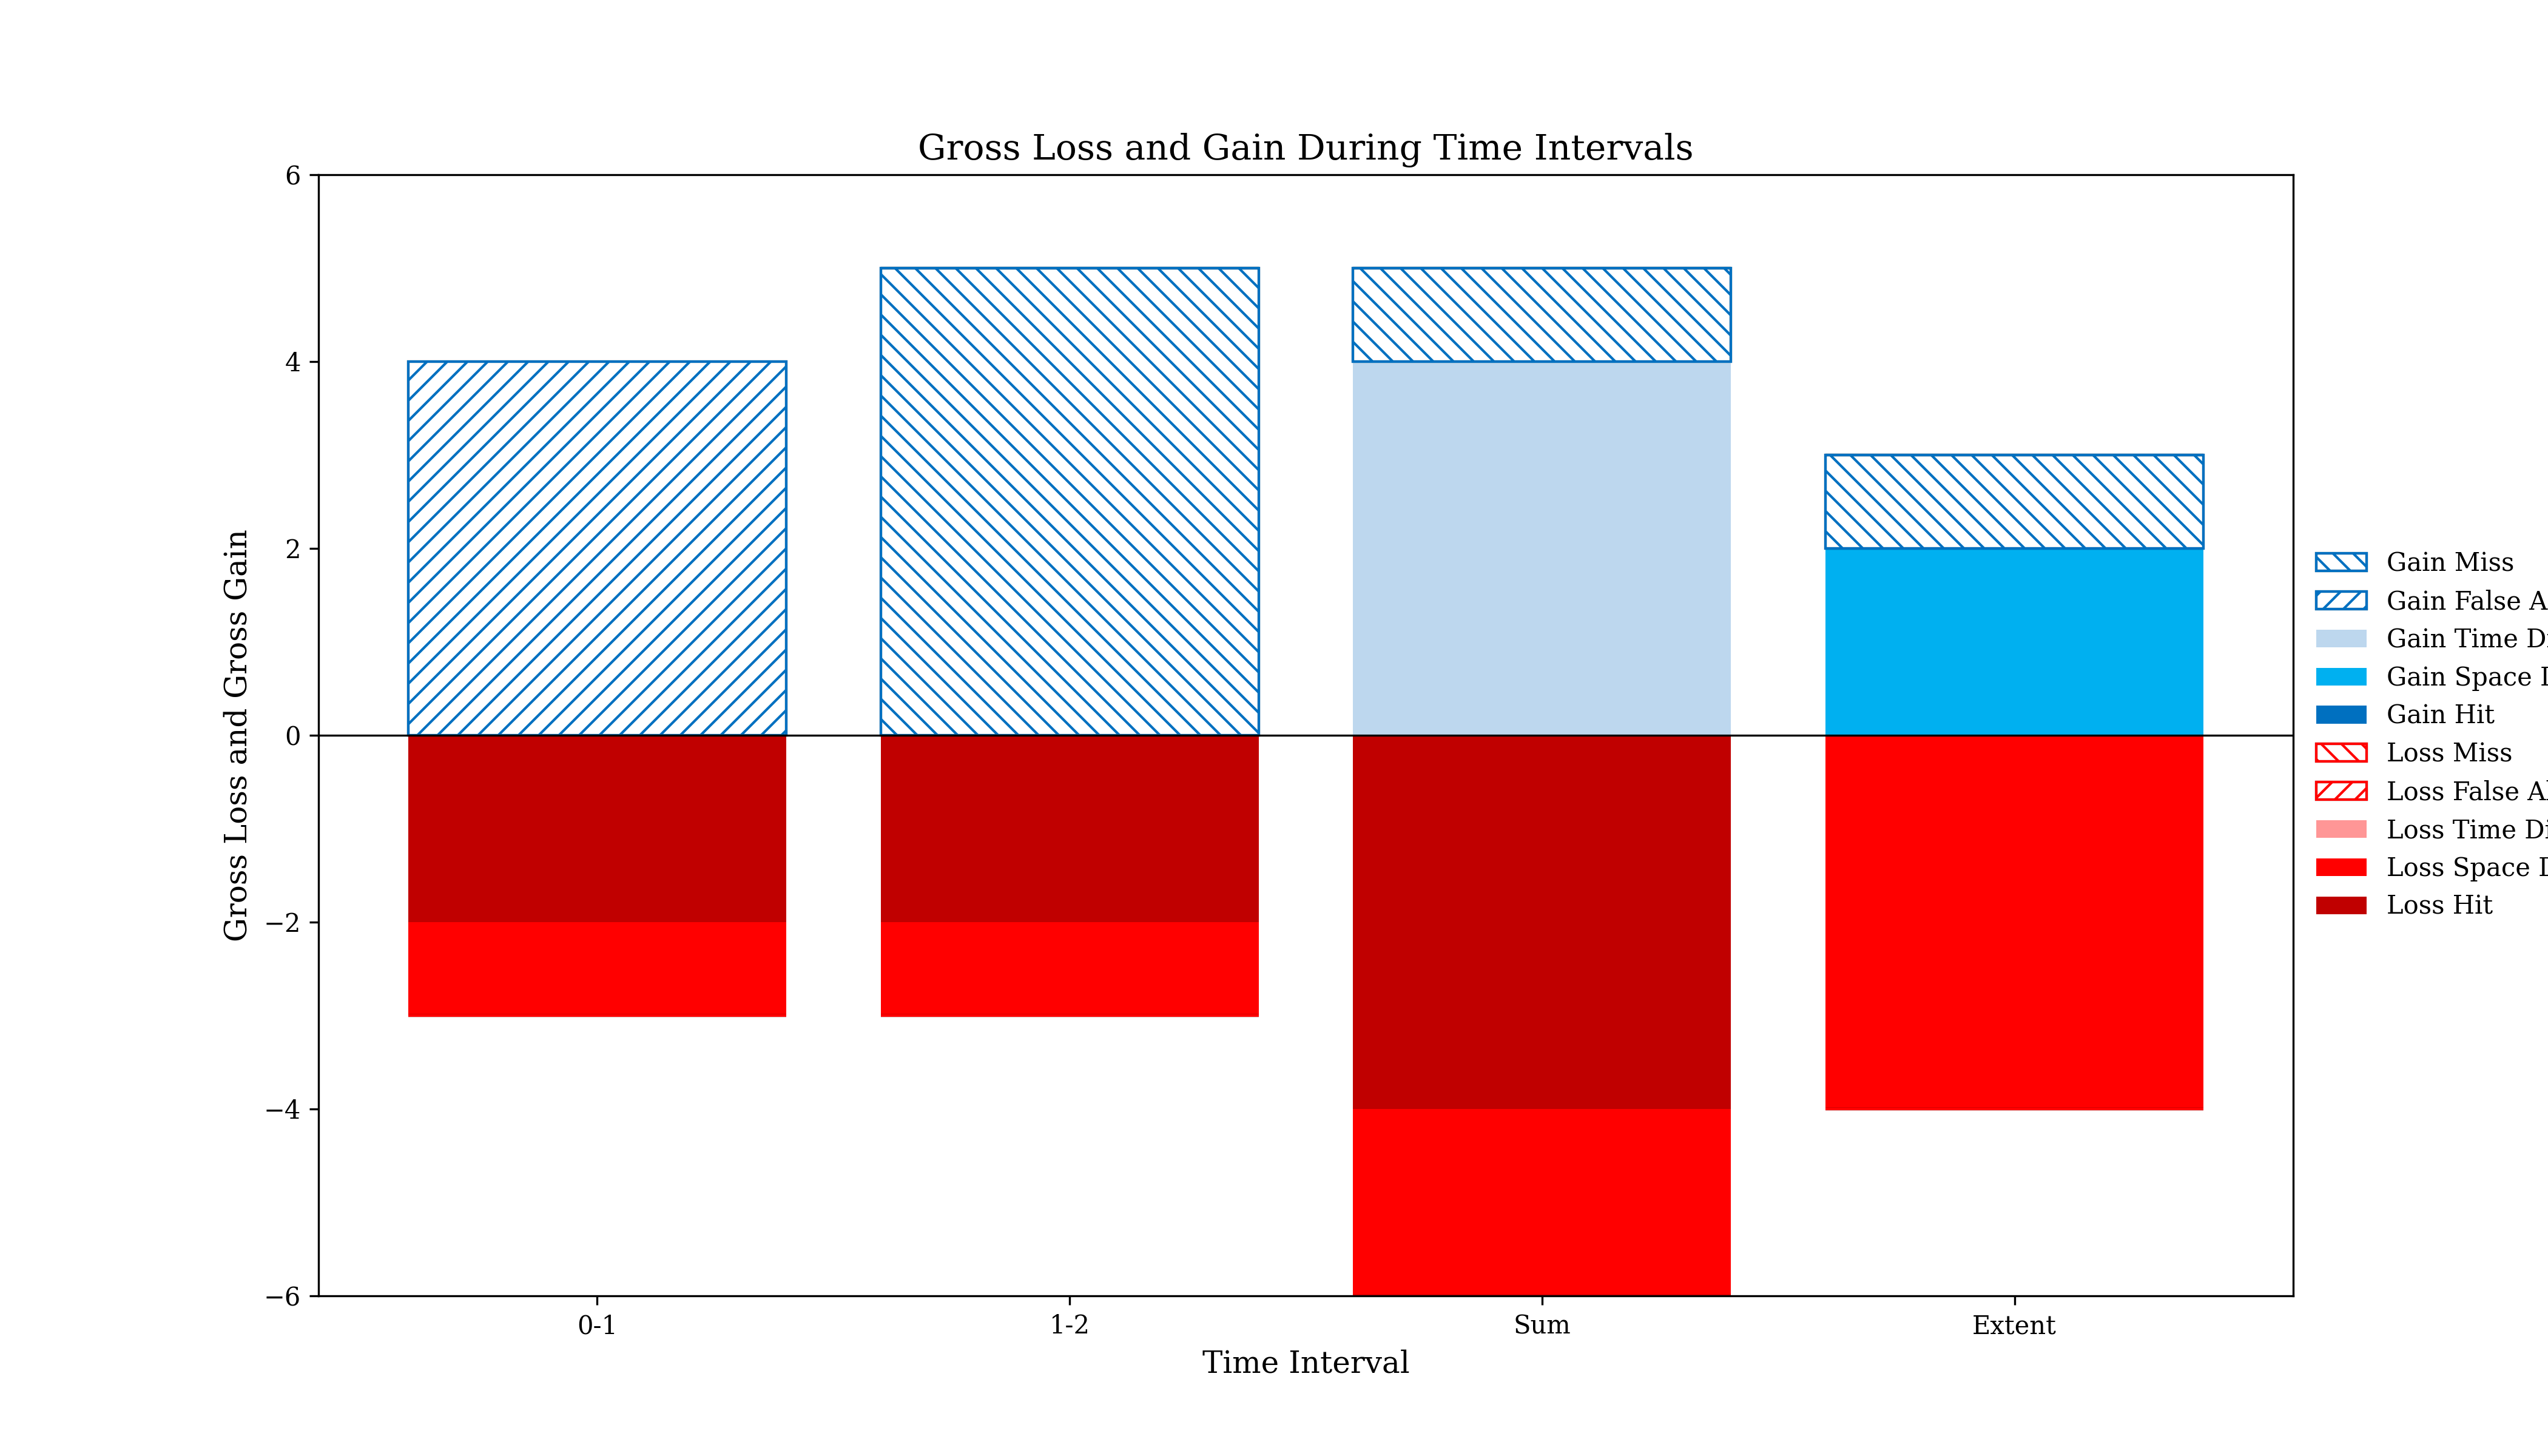 Gross Loss and Gain During Time Intervals
6
4
2
0
−2
−4
−6
Gross Loss and Gross Gain
0-1
1-2
Sum
Extent
Time Interval
Gain Miss
Gain False
Gain Time
Gain Space
Gain Hit
Loss Miss
Loss False
Loss Time
Loss Space
Loss Hit